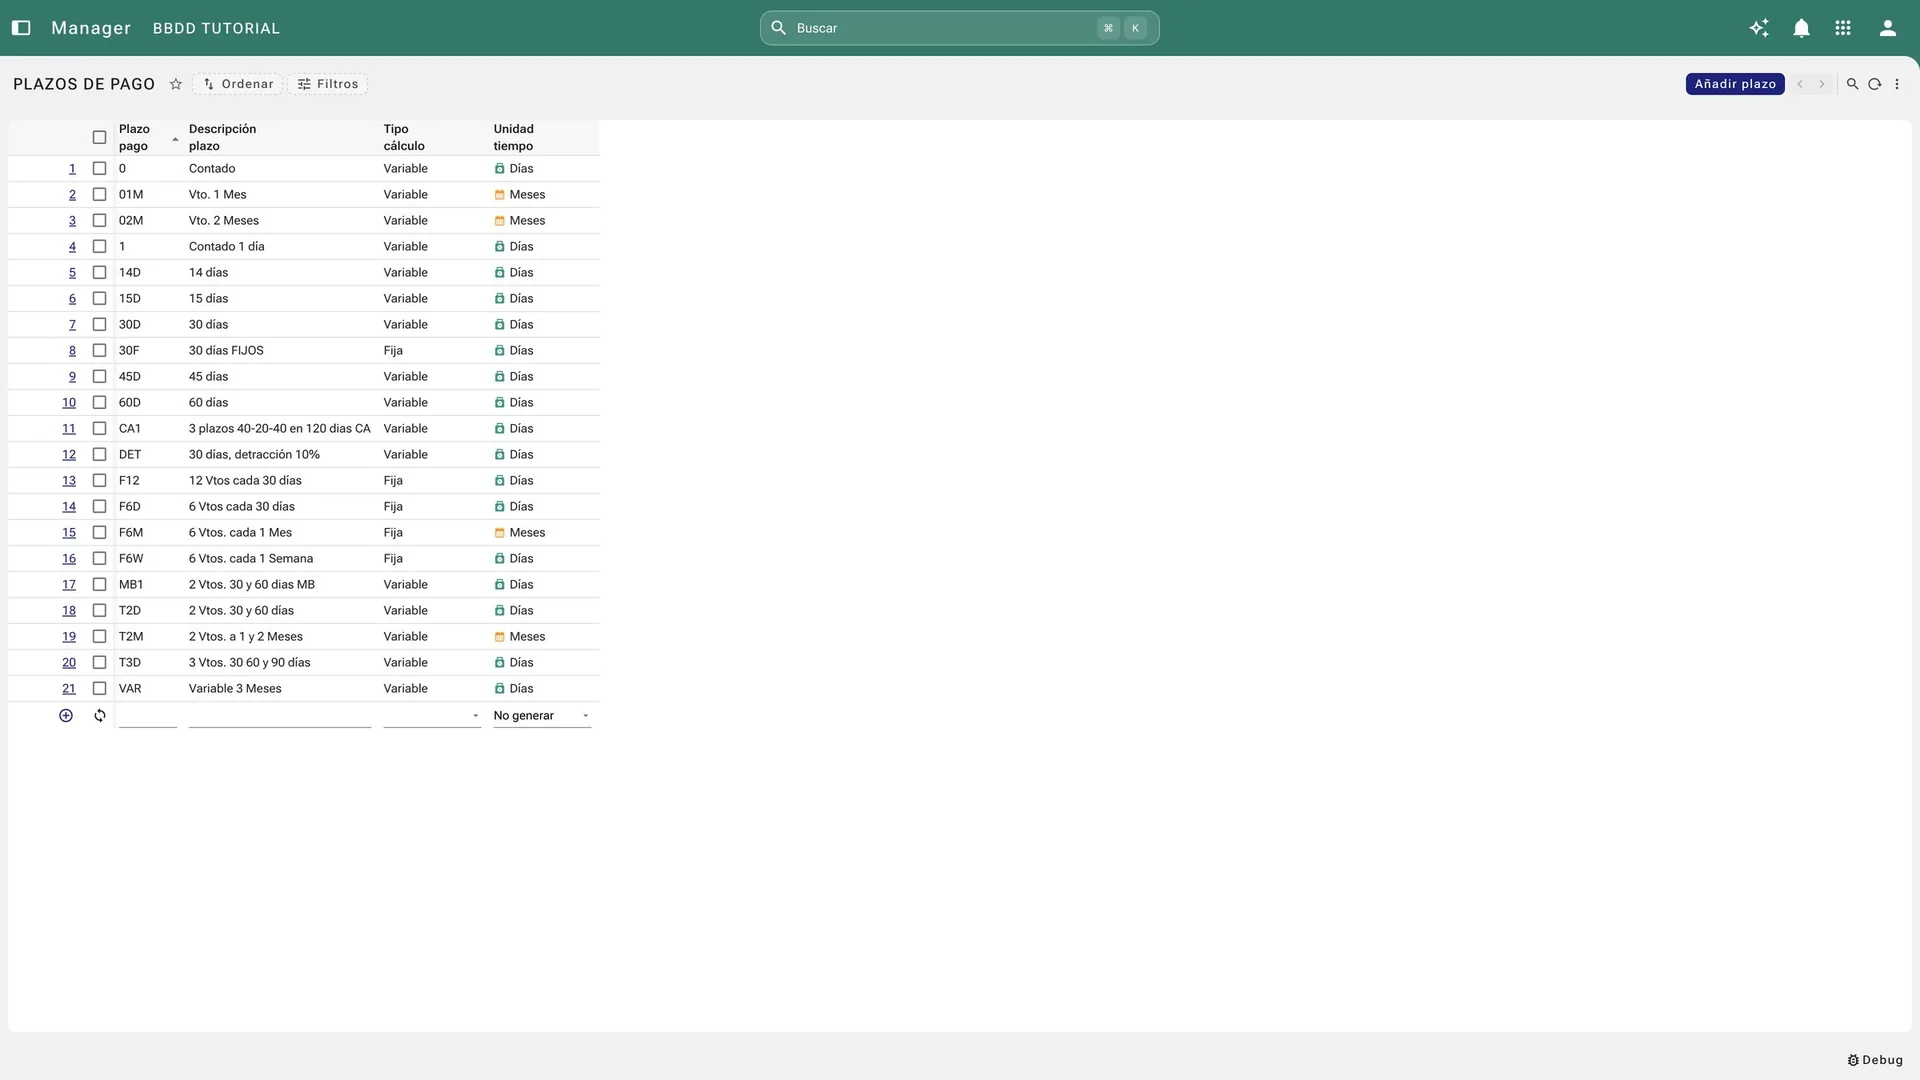 Manager BBDD TUTORIAL Buscar ⌘ K
PLAZOS DE PAGO Ordenar Filtros Añadir plazo
Plazo pago Descripción plazo Tipo cálculo Unidad tiempo
1 0 Contado Variable Días
2 01M Vto. 1 Mes Variable Meses
3 02M Vto. 2 Meses Variable Meses
4 1 Contado 1 día Variable Días
5 14D 14 días Variable Días
6 15D 15 días Variable Días
7 30D 30 días Variable Días
8 30F 30 días FIJOS Fija Días
9 45D 45 días Variable Días
10 60D 60 días Variable Días
11 CA1 3 plazos 40-20-40 en 120 dias CA Variable Días
12 DET 30 días, detracción 10% Variable Días
13 F12 12 Vtos cada 30 días Fija Días
14 F6D 6 Vtos cada 30 días Fija Días
15 F6M 6 Vtos. cada 1 Mes Fija Meses
16 F6W 6 Vtos. cada 1 Semana Fija Días
17 MB1 2 Vtos. 30 y 60 dias MB Variable Días
18 T2D 2 Vtos. 30 y 60 días Variable Días
19 T2M 2 Vtos. a 1 y 2 Meses Variable Meses
20 T3D 3 Vtos. 30 60 y 90 días Variable Días
21 VAR Variable 3 Meses Variable Días
No generar
Debug